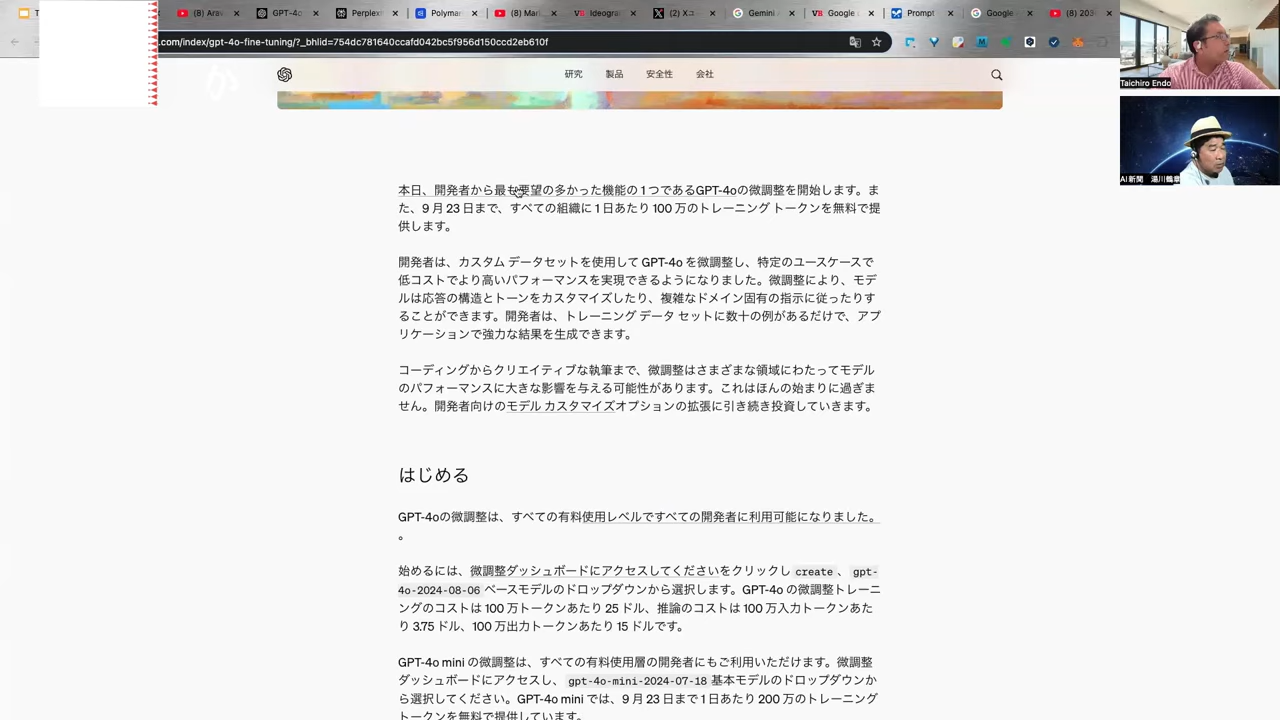 (8) Arav
GPT-4o
Perplex
Polymar
(8) Mari
Ideogra
(2) Xユ
Gemini
Google L
Prompt
Google
(8) 203
.com/index/gpt-4o-fine-tuning/?_bhlid=754dc781640ccafd042bc5f956d150ccd2eb610f
研究 製品 安全性 会社
Taichiro Endo
AI新聞 湯川鶴章
本日、開発者から最も要望の多かった機能の1つであるGPT-4oの微調整を開始します。ま
た、9 月 23 日まで、すべての組織に 1 日あたり 100 万のトレーニング トークンを無料で提
供します。
開発者は、カスタム データセットを使用して GPT-4o を微調整し、特定のユースケースで
低コストでより高いパフォーマンスを実現できるようになりました。微調整により、モデ
ルは応答の構造とトーンをカスタマイズしたり、複雑なドメイン固有の指示に従ったりす
ることができます。開発者は、トレーニング データ セットに数十の例があるだけで、アプ
リケーションで強力な結果を生成できます。
コーディングからクリエイティブな執筆まで、微調整はさまざまな領域にわたってモデル
のパフォーマンスに大きな影響を与える可能性があります。これはほんの始まりに過ぎま
せん。開発者向けのモデル カスタマイズオプションの拡張に引き続き投資していきます。
はじめる
GPT-4oの微調整は、すべての有料使用レベルですべての開発者に利用可能になりました。
。
始めるには、微調整ダッシュボードにアクセスしてくださいをクリックし create 、 gpt-
4o-2024-08-06 ベースモデルのドロップダウンから選択します。GPT-4o の微調整トレーニ
ングのコストは 100 万トークンあたり 25 ドル、推論のコストは 100 万入力トークンあた
り 3.75 ドル、100 万出力トークンあたり 15 ドルです。
GPT-4o mini の微調整は、すべての有料使用層の開発者にもご利用いただけます。微調整
ダッシュボードにアクセスし、 gpt-4o-mini-2024-07-18 基本モデルのドロップダウンか
ら選択してください。GPT-4o mini では、9 月 23 日まで 1 日あたり 200 万のトレーニング
トークンを無料で提供しています。